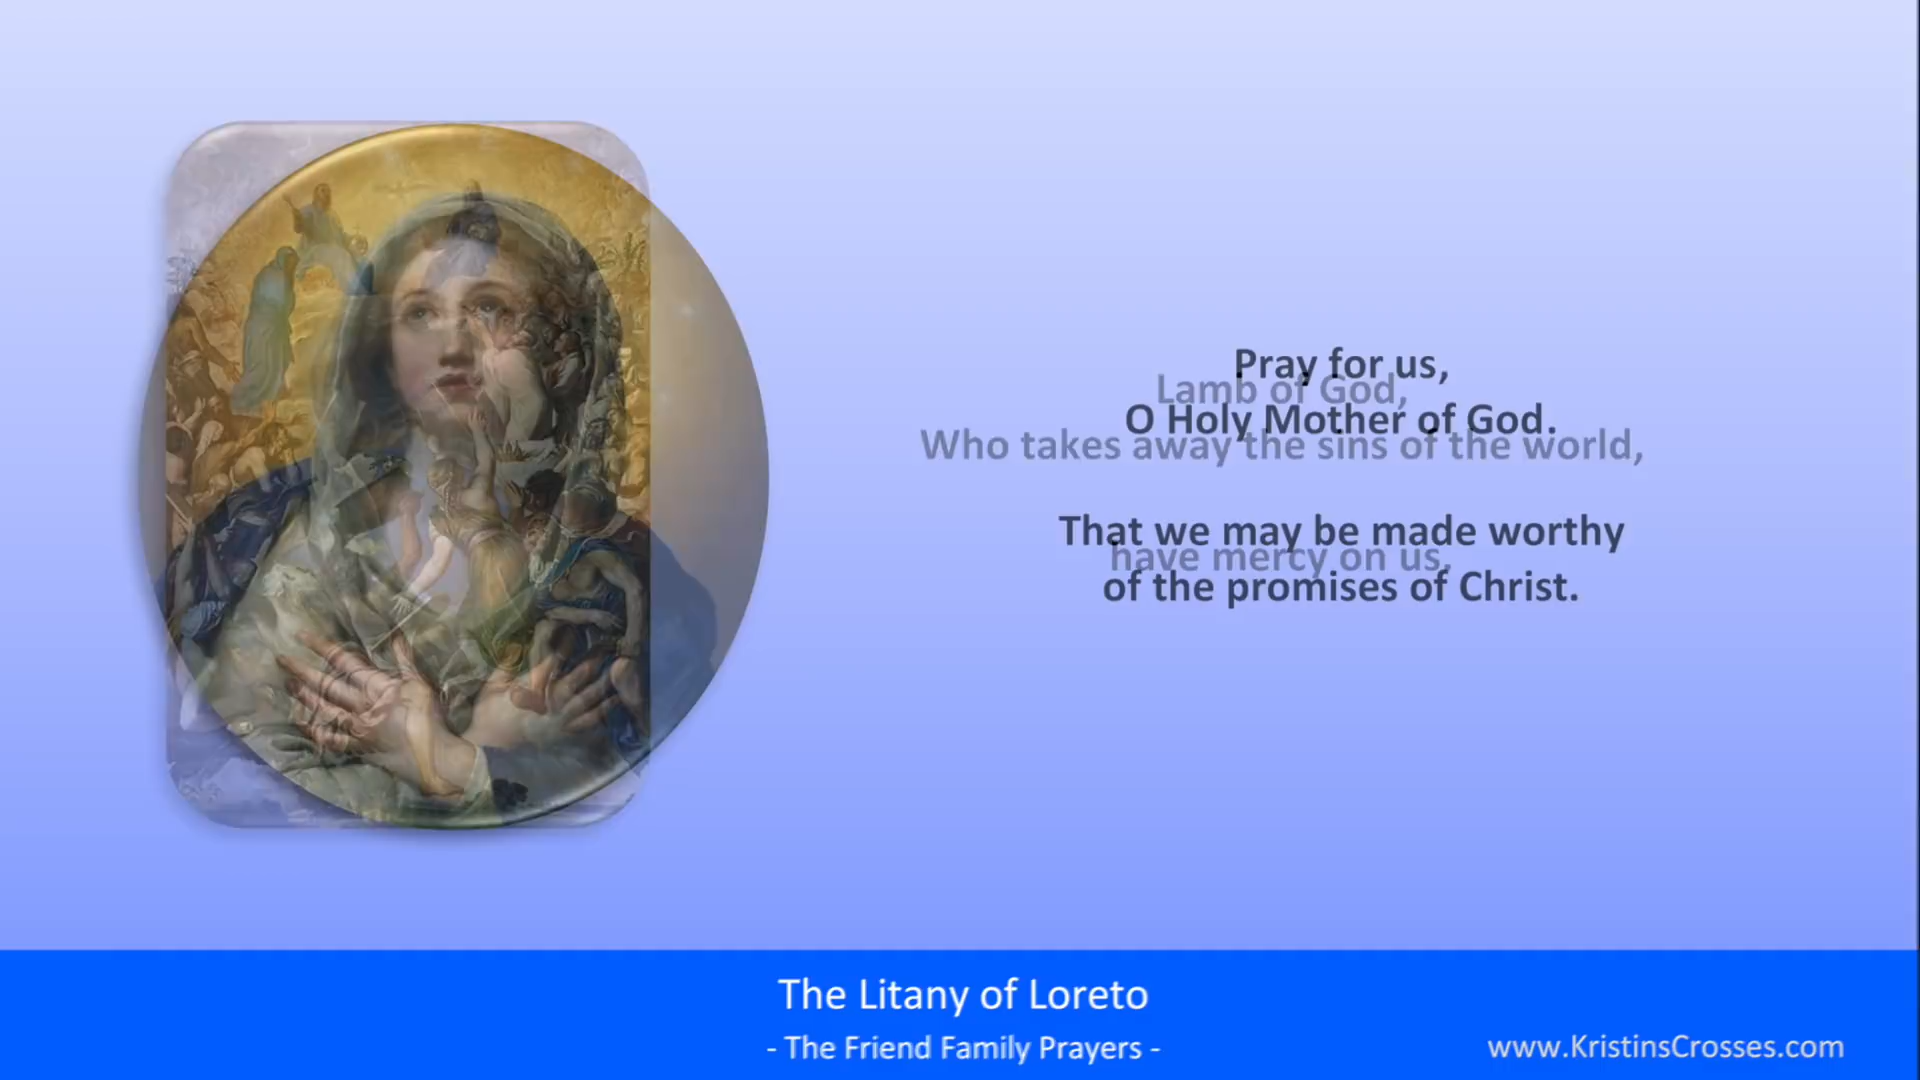 Pray for us,
O Holy Mother of God.
That we may be made worthy
of the promises of Christ.
Lamb of God,
Who takes away the sins of the world,
have mercy on us.
The Litany of Loreto
- The Friend Family Prayers -
www.KristinsCrosses.com